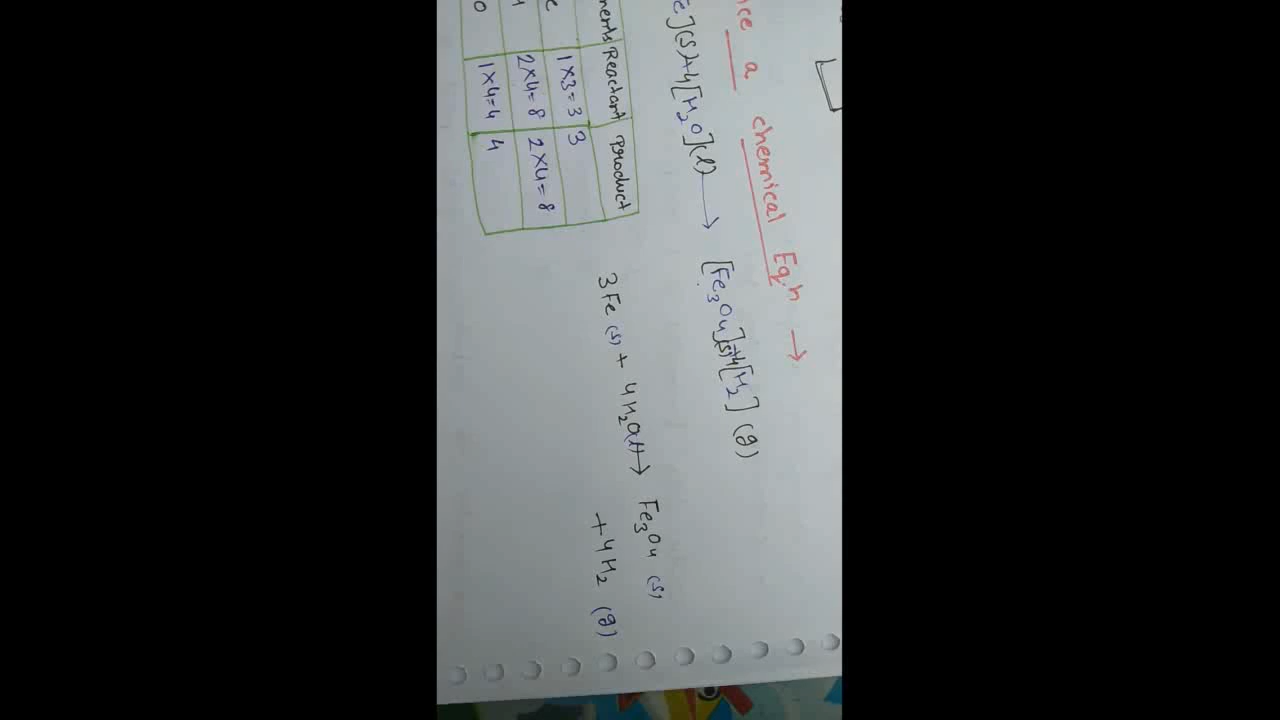 a chemical Eqn →
](s)+4[H2O](l) → [Fe3O4](s)+4[H2](g)
Reactant Product
1×3=3 3
2×4=8 2×4=8
1×4=4 4
3Fe(s) + 4H2O(l) → Fe3O4(s)
+4H2(g)